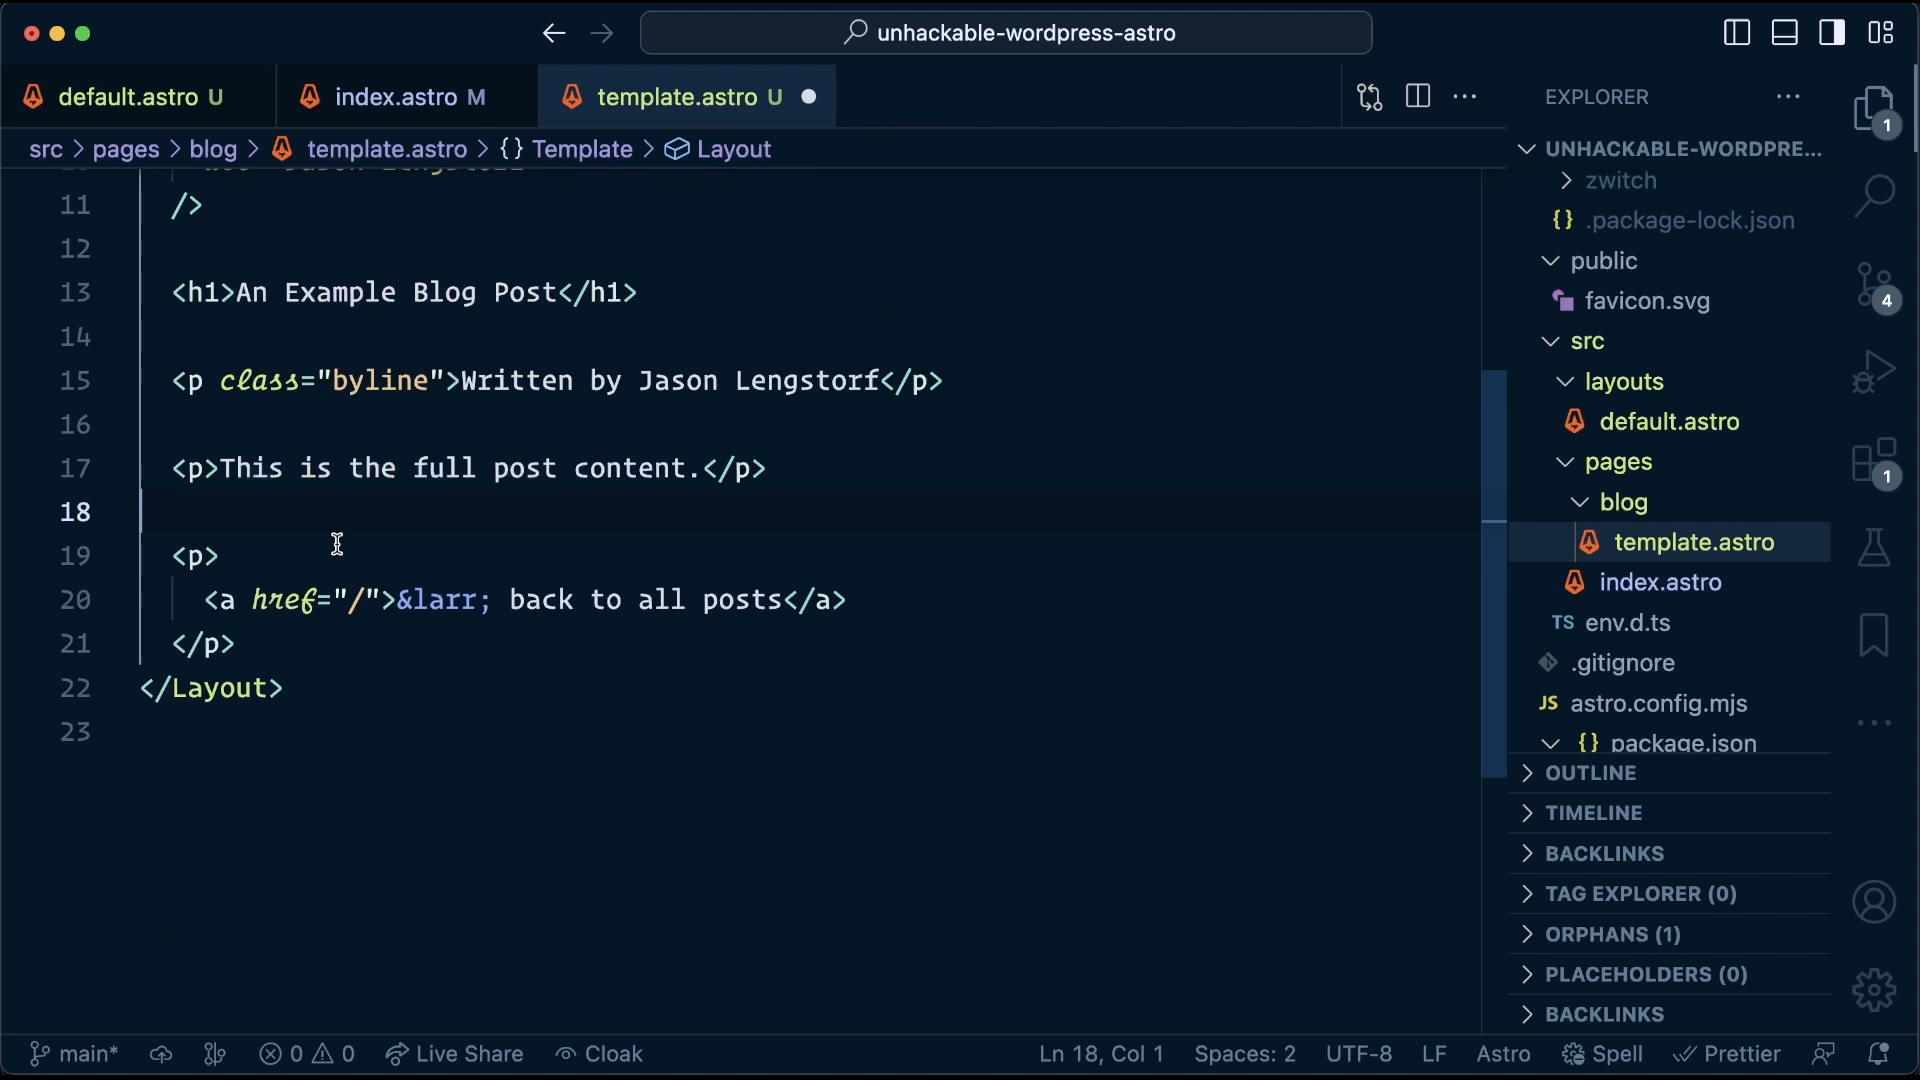 unhackable-wordpress-astro
default.astro U
index.astro M
template.astro U
src > pages > blog > template.astro > {} Template > Layout
11 />
12
13 <h1>An Example Blog Post</h1>
14
15 <p class="byline">Written by Jason Lengstorf</p>
16
17 <p>This is the full post content.</p>
18
19 <p>
20 <a href="/">&larr; back to all posts</a>
21 </p>
22 </Layout>
23
EXPLORER
UNHACKABLE-WORDPRE...
zwitch
{} .package-lock.json
public
favicon.svg
src
layouts
default.astro
pages
blog
template.astro
index.astro
TS env.d.ts
.gitignore
JS astro.config.mjs
{} package.json
OUTLINE
TIMELINE
BACKLINKS
TAG EXPLORER (0)
ORPHANS (1)
PLACEHOLDERS (0)
BACKLINKS
1
4
1
main* 0 0 Live Share Cloak Ln 18, Col 1 Spaces: 2 UTF-8 LF Astro Spell Prettier